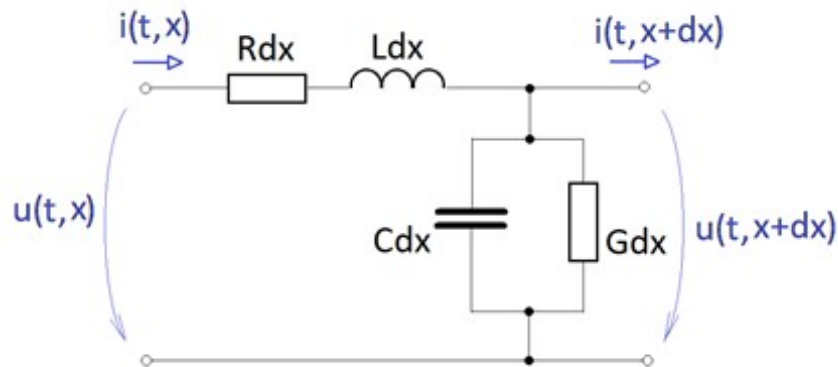 i(t,x)
Rdx
Ldx
i(t,x+dx)
u(t,x)
Cdx
Gdx
u(t,x+dx)